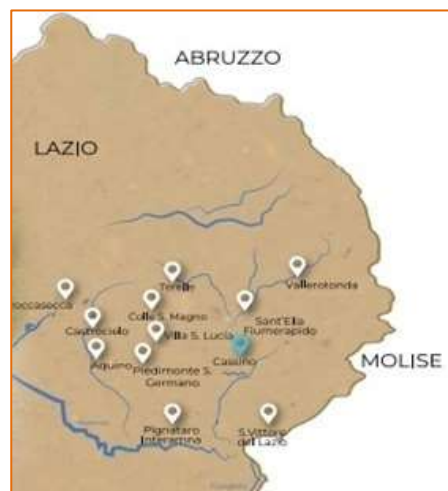 ABRUZZO
LAZIO
Terelle
Vallerotonda
occasecca
Colle S. Magno
Sant'Elia
Fiumerapido
Castrocielo
Villa S. Lucia
Cassino
MOLISE
Aquino
Piedimonte S.
Germano
Pignataro
Interamna
S.Vittore
del Lazio